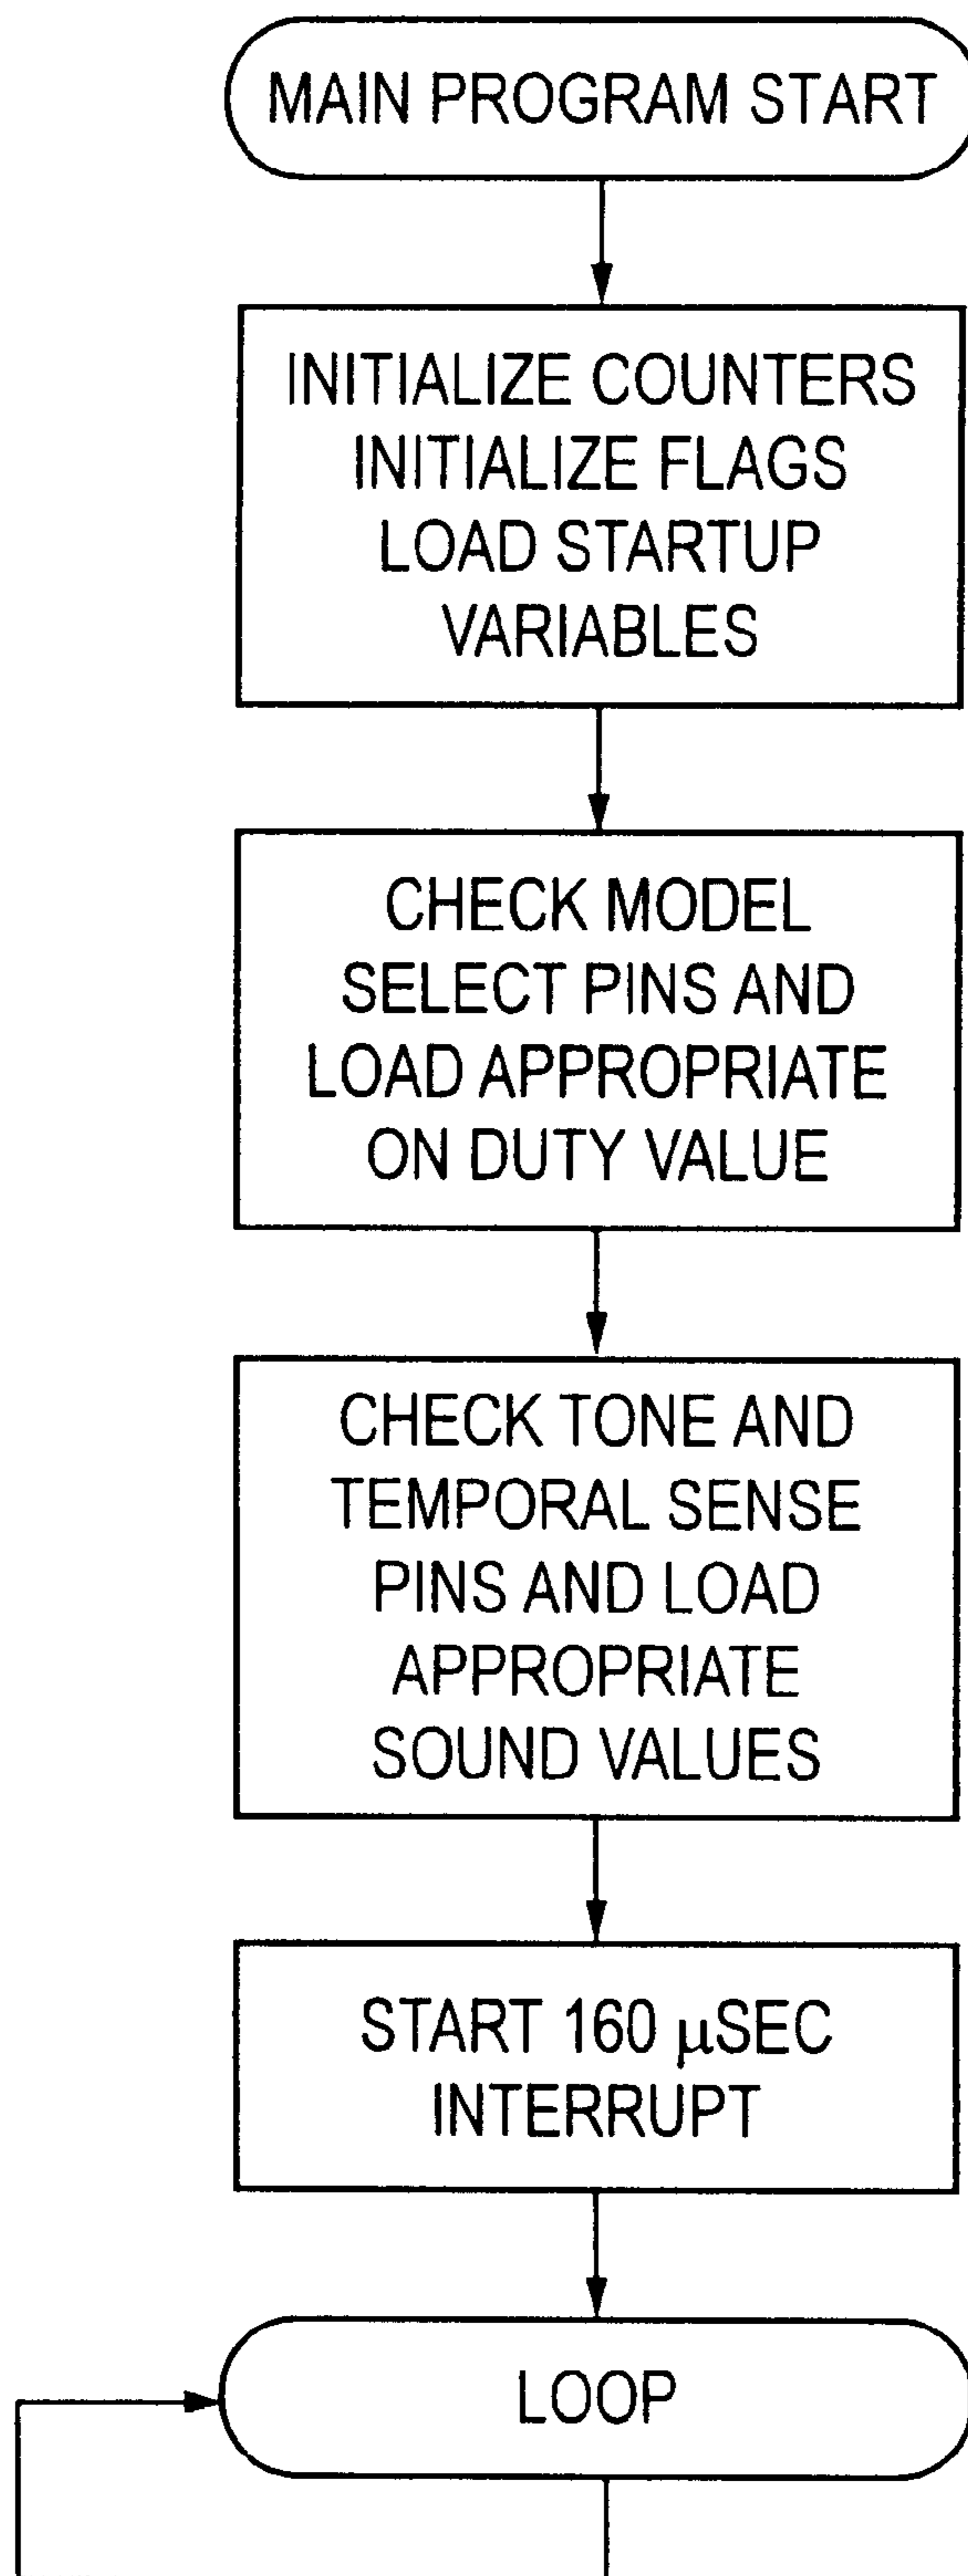 MAIN PROGRAM START
INITIALIZE COUNTERS
INITIALIZE FLAGS
LOAD STARTUP
VARIABLES
CHECK MODEL
SELECT PINS AND
LOAD APPROPRIATE
ON DUTY VALUE
CHECK TONE AND
TEMPORAL SENSE
PINS AND LOAD
APPROPRIATE
SOUND VALUES
START 160 μSEC
INTERRUPT
LOOP